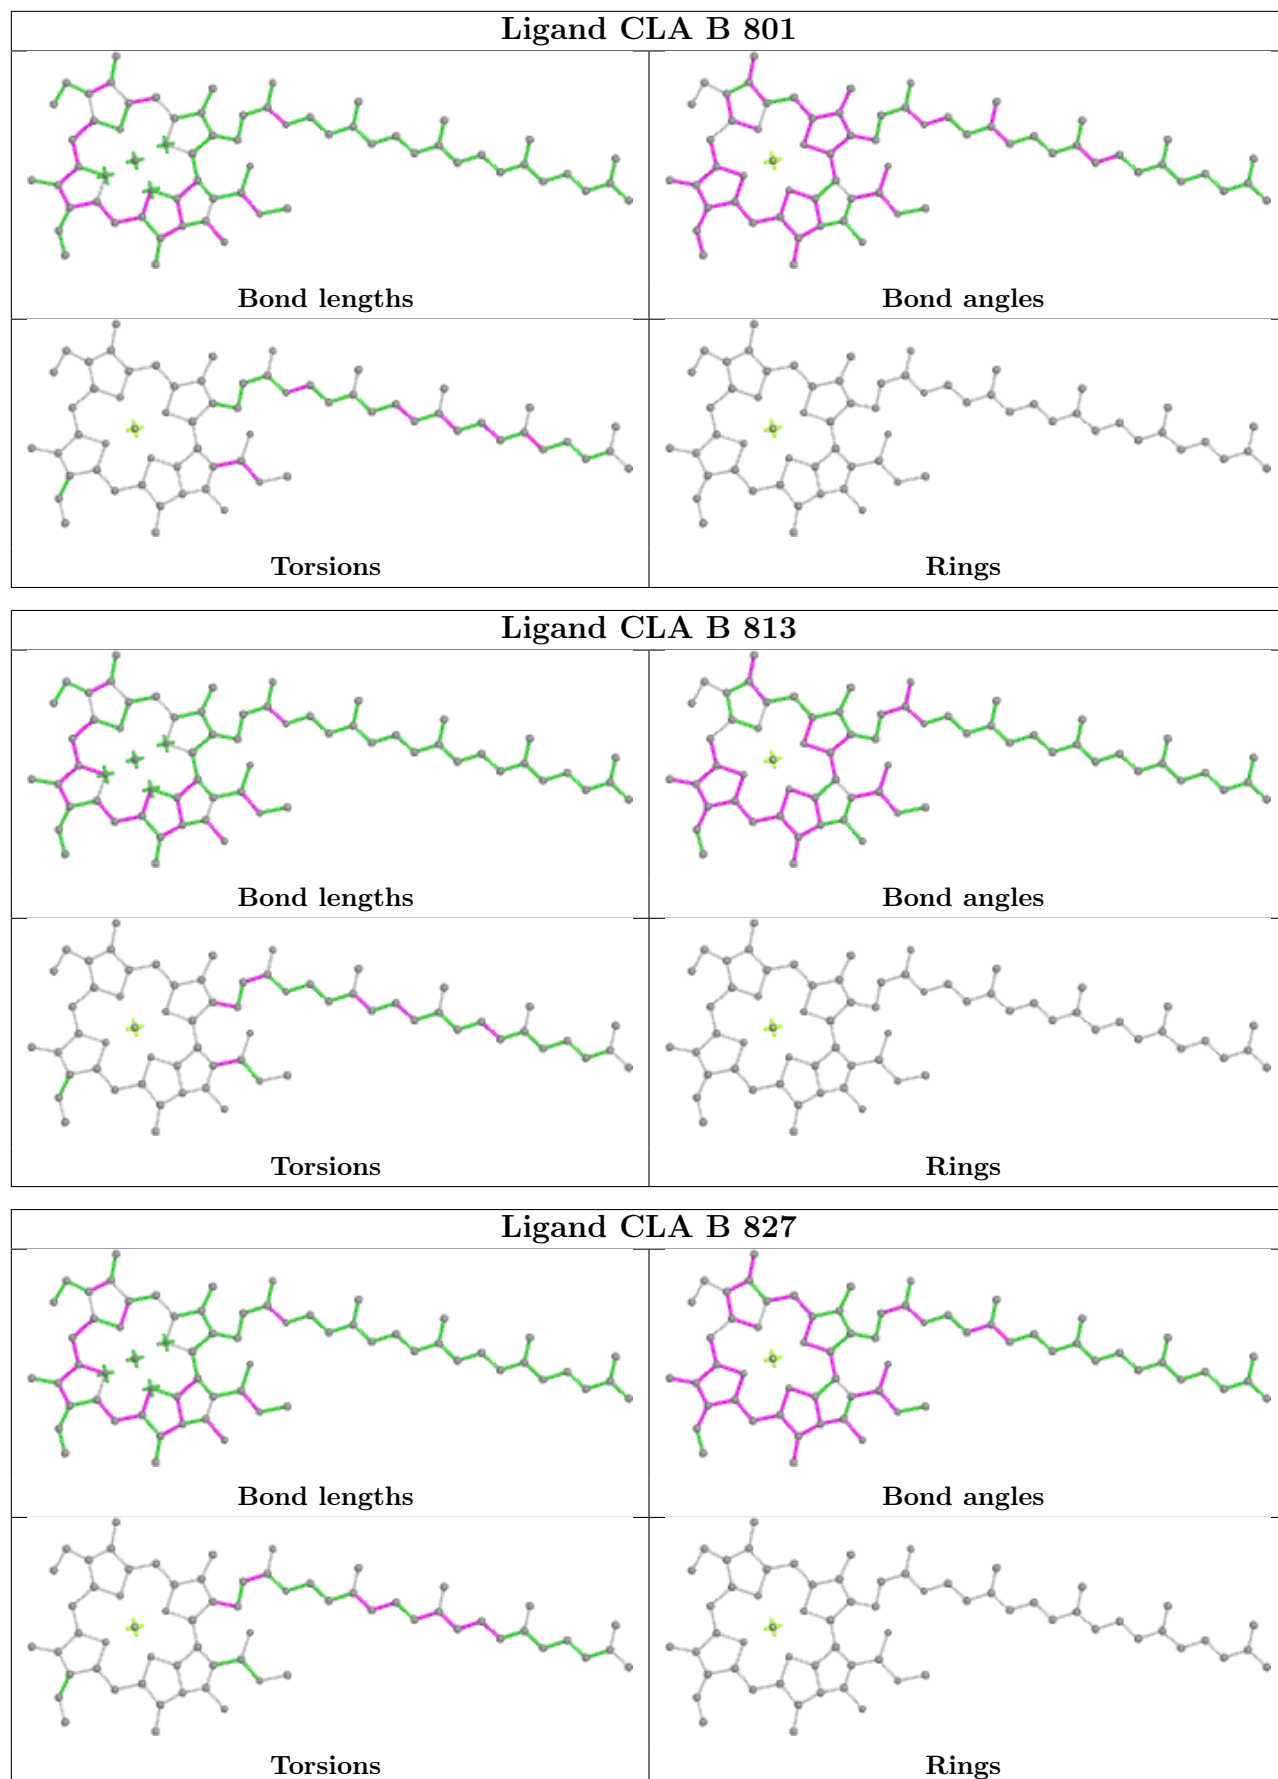 Ligand CLA B 801
Bond lengths
Bond angles
Torsions
Rings
Ligand CLA B 813
Bond lengths
Bond angles
Torsions
Rings
Ligand CLA B 827
Bond lengths
Bond angles
Torsions
Rings